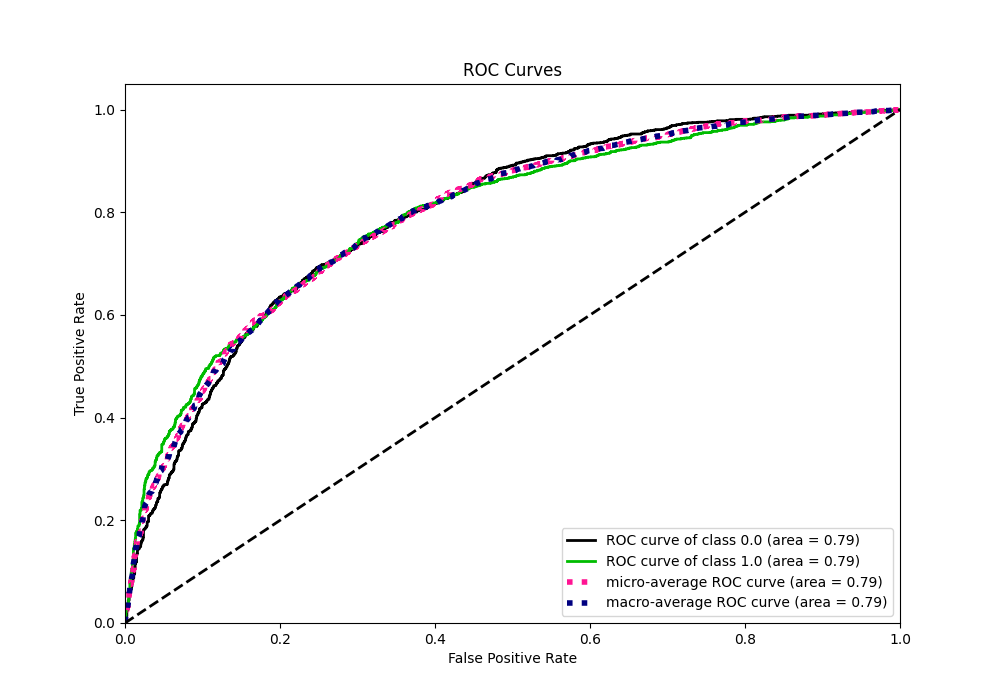 ROC Curves
True Positive Rate
1.0
0.8
0.6
0.4
0.2
0.0
ROC curve of class 0.0 (area = 0.79)
ROC curve of class 1.0 (area = 0.79)
micro-average ROC curve (area = 0.79)
macro-average ROC curve (area = 0.79)
0.0 0.2 0.4 0.6 0.8 1.0
False Positive Rate